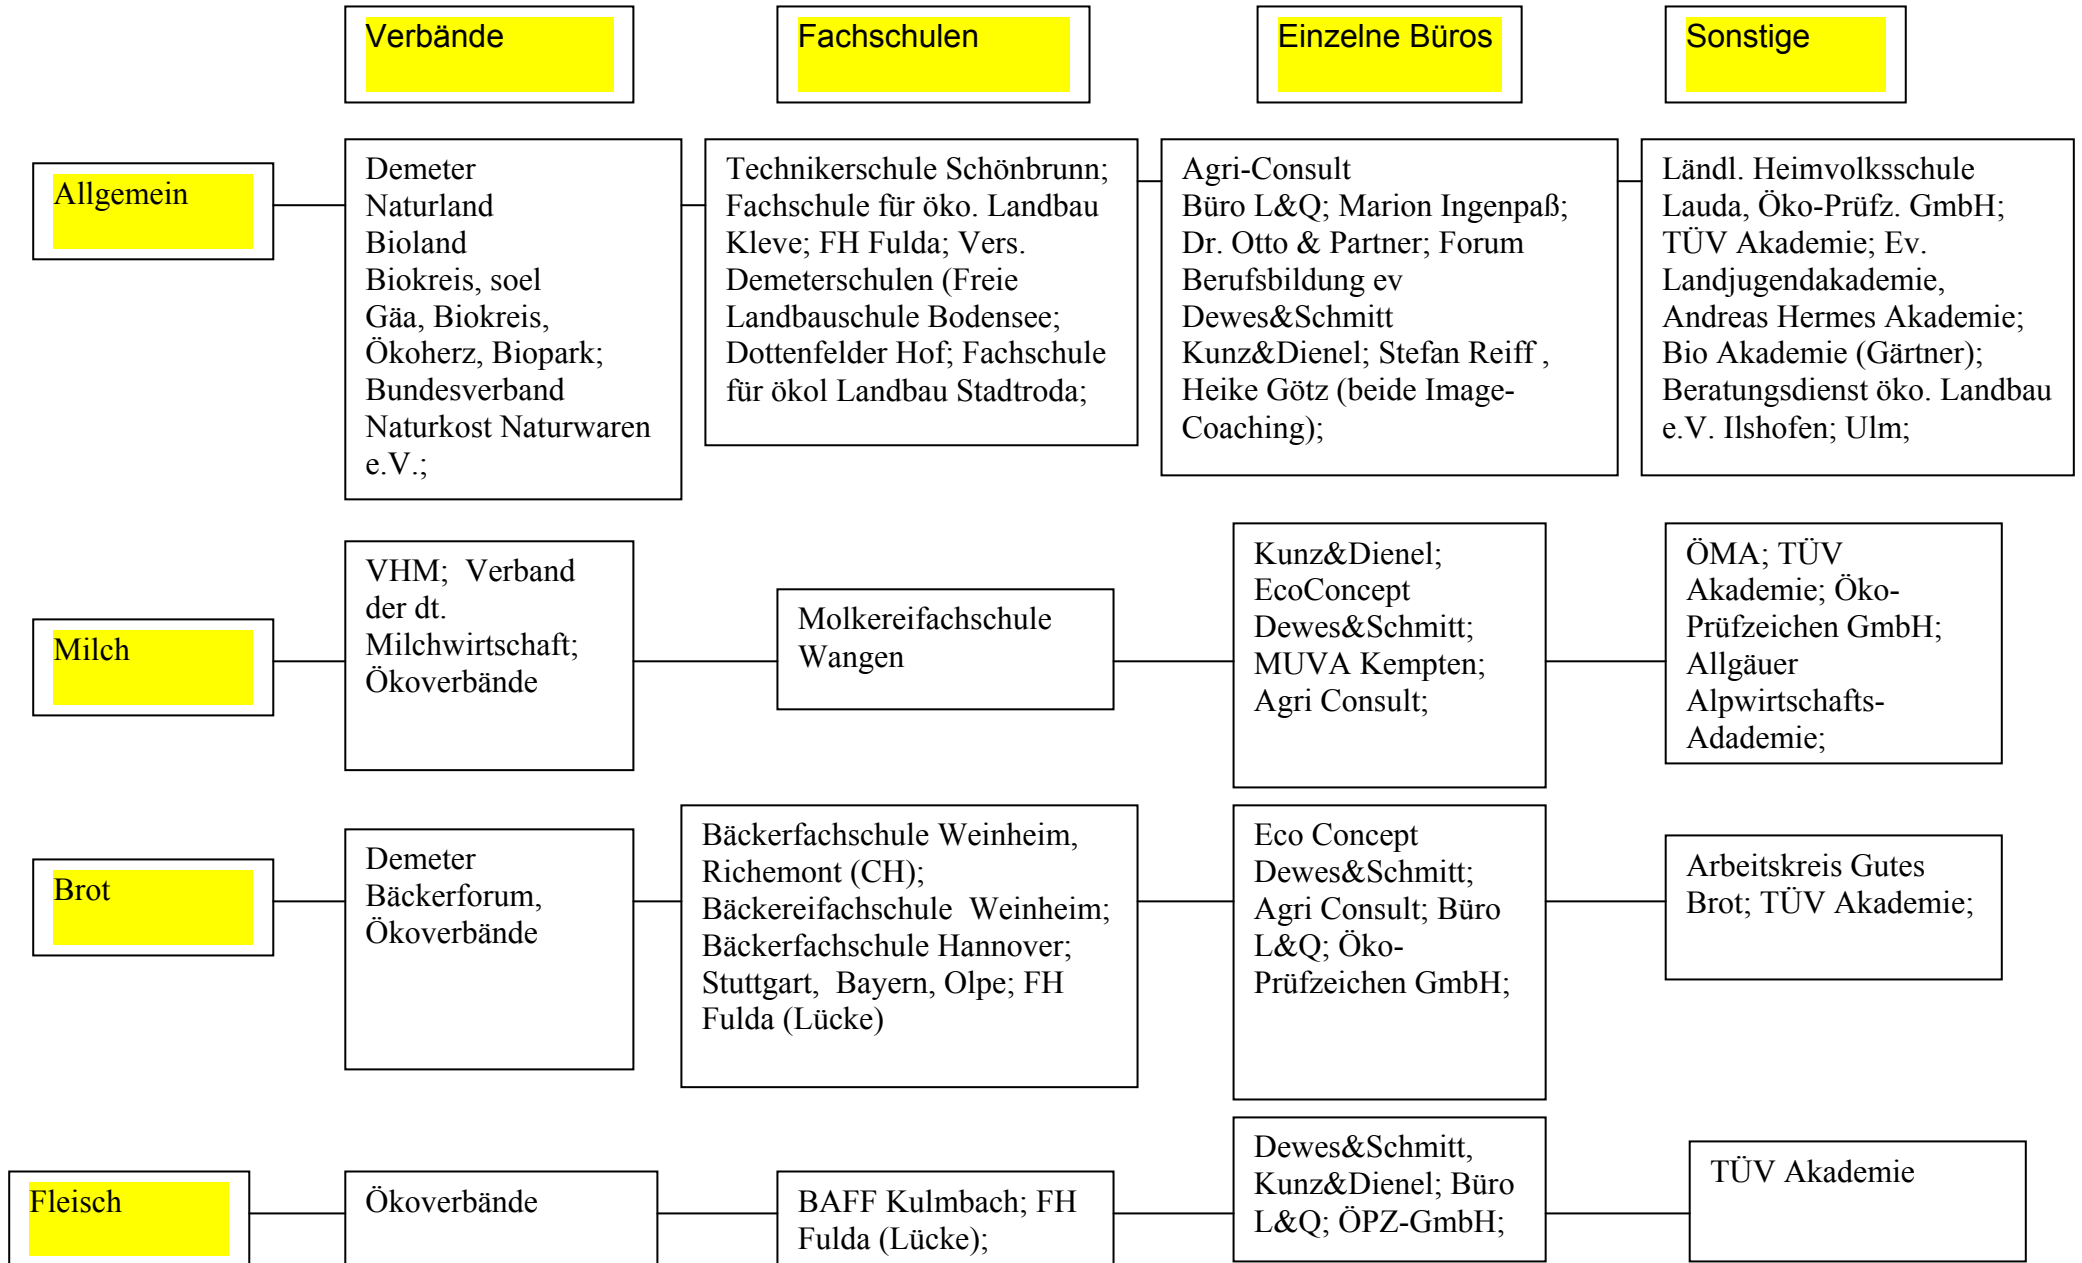 Verbände
Fachschulen
Einzelne Büros
Sonstige
Allgemein
Demeter
Naturland
Bioland
Biokreis, soel
Gäa, Biokreis,
Ökoherz, Biopark;
Bundesverband
Naturkost Naturwaren
e.V.;
Technikerschule Schönbrunn;
Fachschule für öko. Landbau
Kleve; FH Fulda; Vers.
Demeterschulen (Freie
Landbauschule Bodensee;
Dottenfelder Hof; Fachschule
für ökol Landbau Stadtroda;
Agri-Consult
Büro L&Q; Marion Ingenpaß;
Dr. Otto & Partner; Forum
Berufsbildung ev
Dewes&Schmitt
Kunz&Dienel; Stefan Reiff ,
Heike Götz (beide Image-
Coaching);
Ländl. Heimvolksschule
Lauda, Öko-Prüfz. GmbH;
TÜV Akademie; Ev.
Landjugendakademie,
Andreas Hermes Akademie;
Bio Akademie (Gärtner);
Beratungsdienst öko. Landbau
e.V. Ilshofen; Ulm;
Milch
VHM;  Verband
der dt.
Milchwirtschaft;
Ökoverbände
Molkereifachschule
Wangen
Kunz&Dienel;
EcoConcept
Dewes&Schmitt;
MUVA Kempten;
Agri Consult;
ÖMA; TÜV
Akademie; Öko-
Prüfzeichen GmbH;
Allgäuer
Alpwirtschafts-
Adademie;
Brot
Demeter
Bäckerforum,
Ökoverbände
Bäckerfachschule Weinheim,
Richemont (CH);
Bäckereifachschule  Weinheim;
Bäckerfachschule Hannover;
Stuttgart,  Bayern, Olpe; FH
Fulda (Lücke)
Eco Concept
Dewes&Schmitt;
Agri Consult; Büro
L&Q; Öko-
Prüfzeichen GmbH;
Arbeitskreis Gutes
Brot; TÜV Akademie;
Fleisch
Ökoverbände
BAFF Kulmbach; FH
Fulda (Lücke);
Dewes&Schmitt,
Kunz&Dienel; Büro
L&Q; ÖPZ-GmbH;
TÜV Akademie